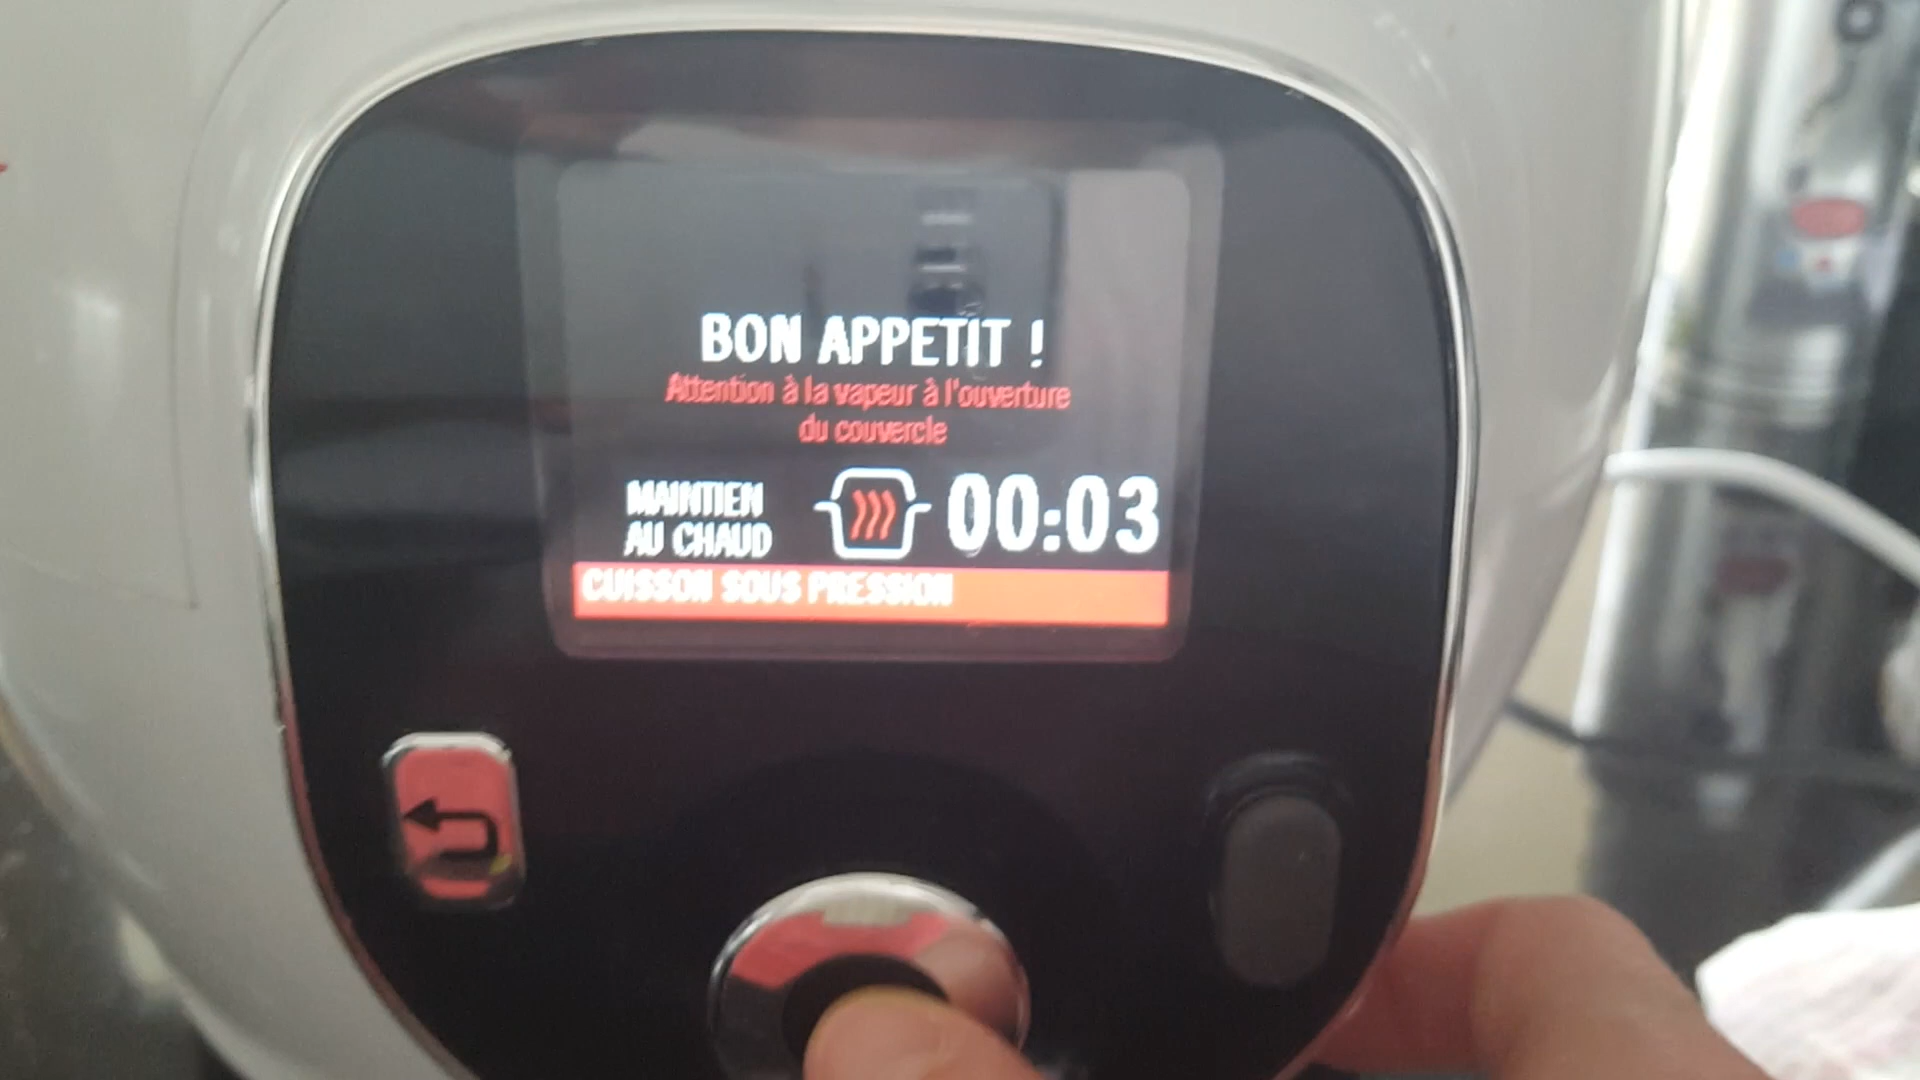 BON APPETIT !
Attention à la vapeur à l'ouverture
du couvercle
MAINTIEN
AU CHAUD
00:03
CUISSON SOUS PRESSION